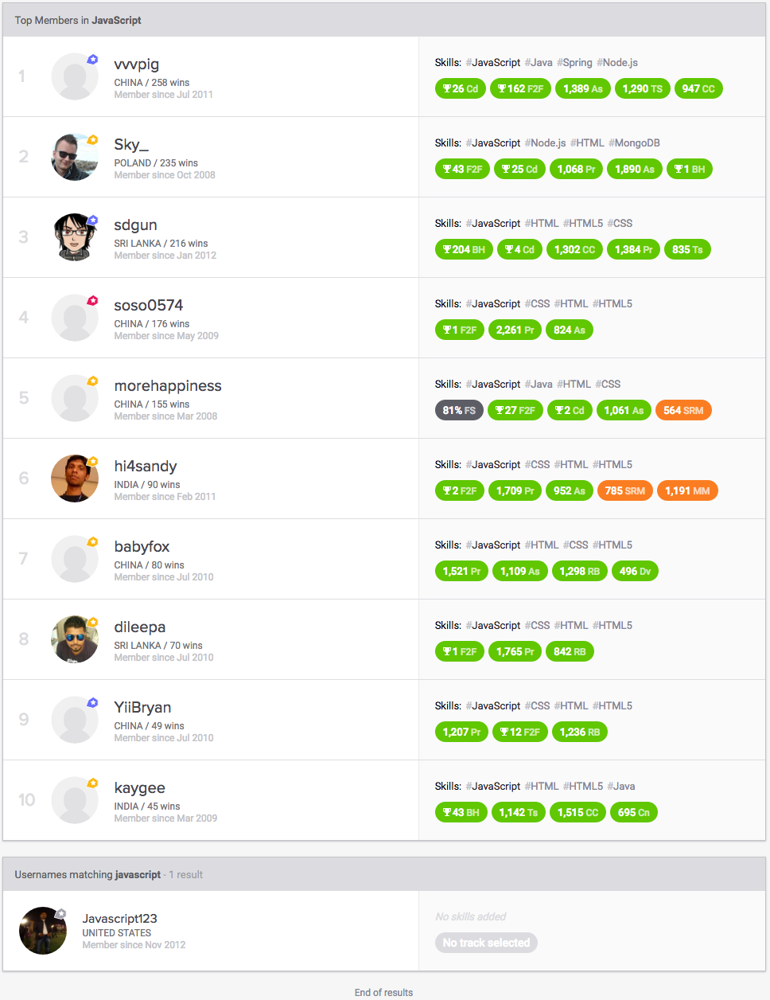 Top Members in JavaScript
1
vvvpig
CHINA / 258 wins
Member since Jul 2011
Skills: #JavaScript #Java #Spring #Node.js
26 Cd 162 F2F 1,389 As 1,290 TS 947 CC
2
Sky_
POLAND / 235 wins
Member since Oct 2008
Skills: #JavaScript #Node.js #HTML #MongoDB
43 F2F 25 Cd 1,068 Pr 1,890 As 1 BH
3
sdgun
SRI LANKA / 216 wins
Member since Jan 2012
Skills: #JavaScript #HTML #HTML5 #CSS
204 BH 4 Cd 1,302 CC 1,384 Pr 835 Ts
4
soso0574
CHINA / 176 wins
Member since May 2009
Skills: #JavaScript #CSS #HTML #HTML5
1 F2F 2,261 Pr 824 As
5
morehappiness
CHINA / 155 wins
Member since Mar 2008
Skills: #JavaScript #Java #HTML #CSS
81% FS 27 F2F 2 Cd 1,061 As 564 SRM
6
hi4sandy
INDIA / 90 wins
Member since Feb 2011
Skills: #JavaScript #CSS #HTML #HTML5
2 F2F 1,709 Pr 952 As 785 SRM 1,191 MM
7
babyfox
CHINA / 80 wins
Member since Jul 2010
Skills: #JavaScript #HTML #CSS #HTML5
1,521 Pr 1,109 As 1,298 RB 496 Dv
8
dileepa
SRI LANKA / 70 wins
Member since Jul 2010
Skills: #JavaScript #CSS #HTML #HTML5
1 F2F 1,765 Pr 842 RB
9
YiiBryan
CHINA / 49 wins
Member since Jul 2010
Skills: #JavaScript #CSS #HTML #HTML5
1,207 Pr 12 F2F 1,236 RB
10
kaygee
INDIA / 45 wins
Member since Mar 2009
Skills: #JavaScript #HTML #HTML5 #Java
43 BH 1,142 Ts 1,515 CC 695 Cn
Usernames matching javascript - 1 result
Javascript123
UNITED STATES
Member since Nov 2012
No skills added
No track selected
End of results